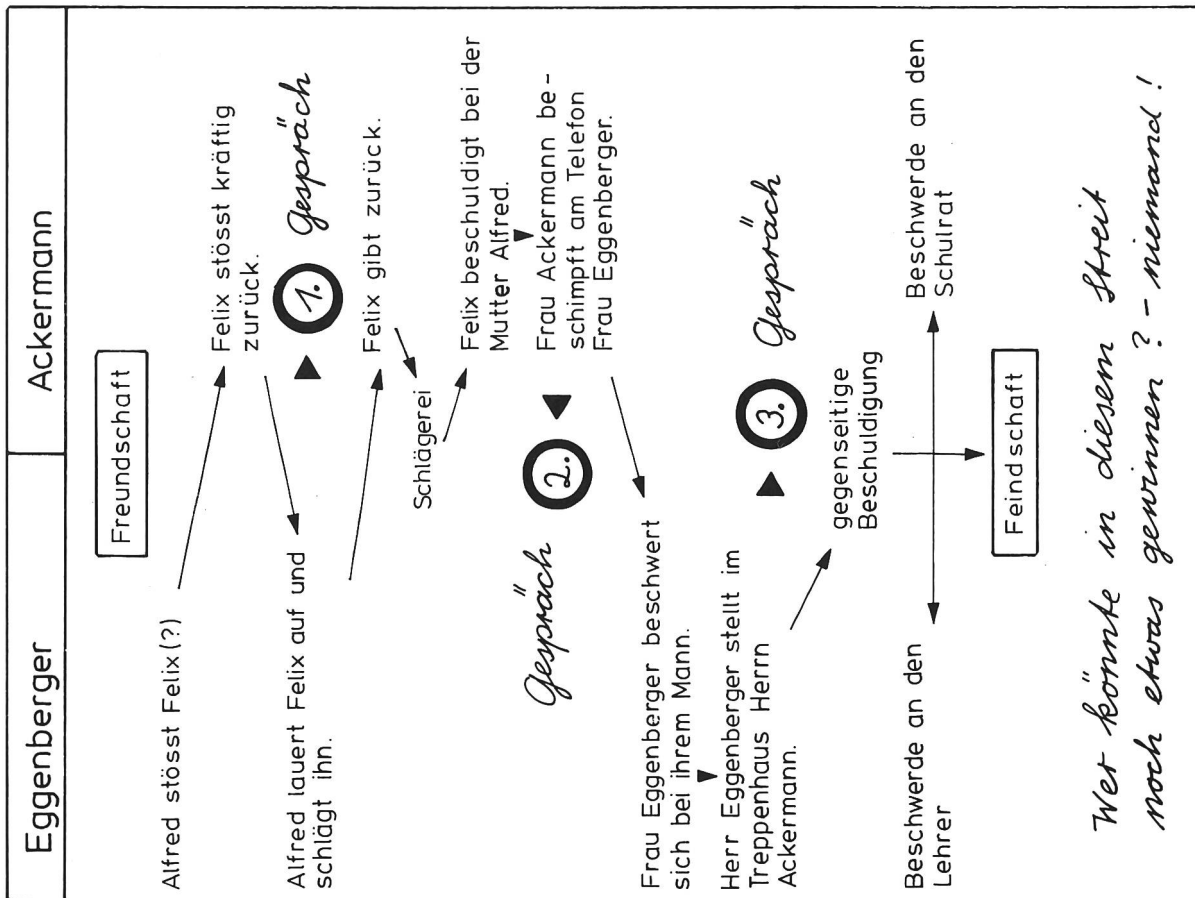 Eggenberger
Ackermann
Freundschaft
Alfred stösst Felix(?)
Felix stösst kräftig
zurück.
1. Gespräch
Alfred lauert Felix auf und
schlägt ihn.
Felix gibt zurück.
Schlägerei
Felix beschuldigt bei der
Mutter Alfred.
Frau Ackermann be-
schimpft am Telefon
Frau Eggenberger.
Gespräch 2.
Frau Eggenberger beschwert
sich bei ihrem Mann.
Herr Eggenberger stellt im
Treppenhaus Herrn
Ackermann.
3. Gespräch
gegenseitige
Beschuldigung
Beschwerde an den
Lehrer
Beschwerde an den
Schulrat
Feindschaft
Wer könnte in diesem Streit
noch etwas gewinnen? - niemand!